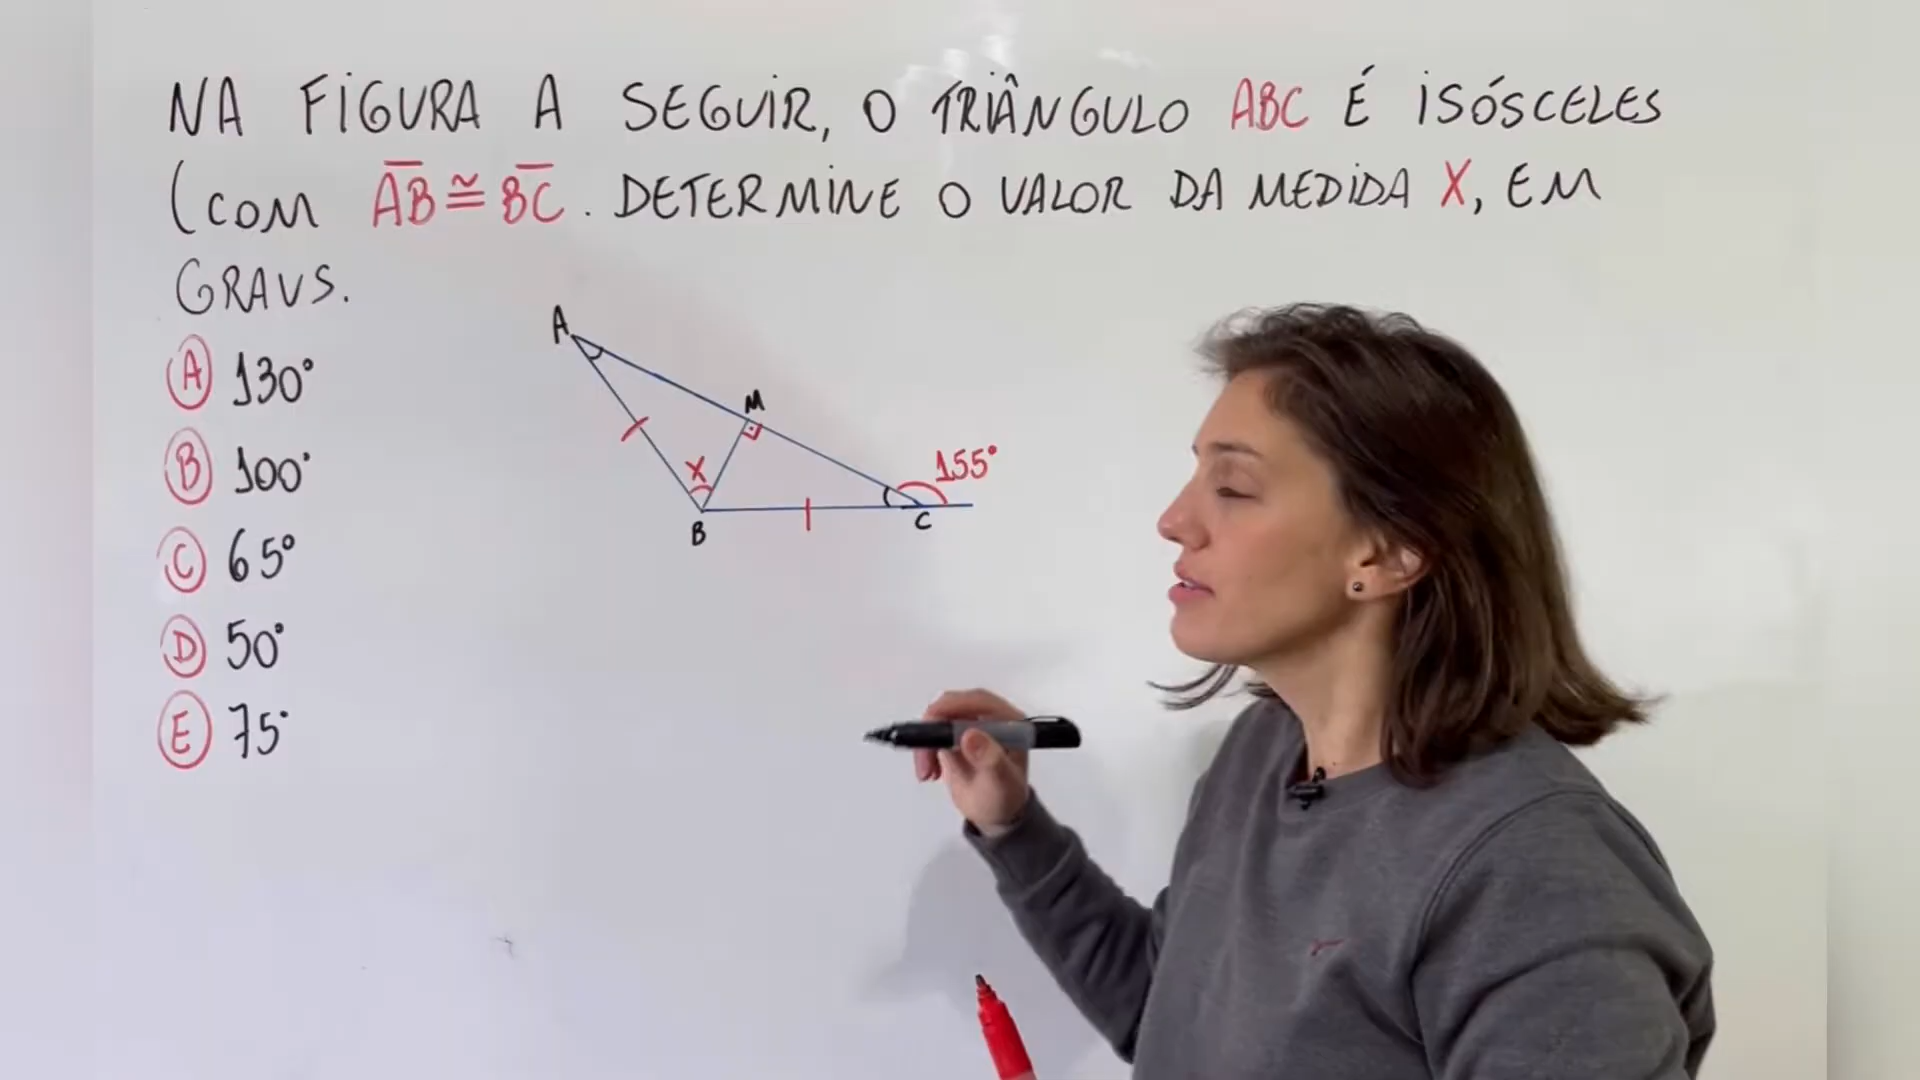 NA FIGURA A SEGUIR, O TRIÂNGULO ABC É ISÓSCELES
(COM AB≅BC. DETERMINE O VALOR DA MEDIDA X, EM
GRAUS.
A 130°
B 100°
C 65°
D 50°
E 75°
A
M
X
155°
B
C